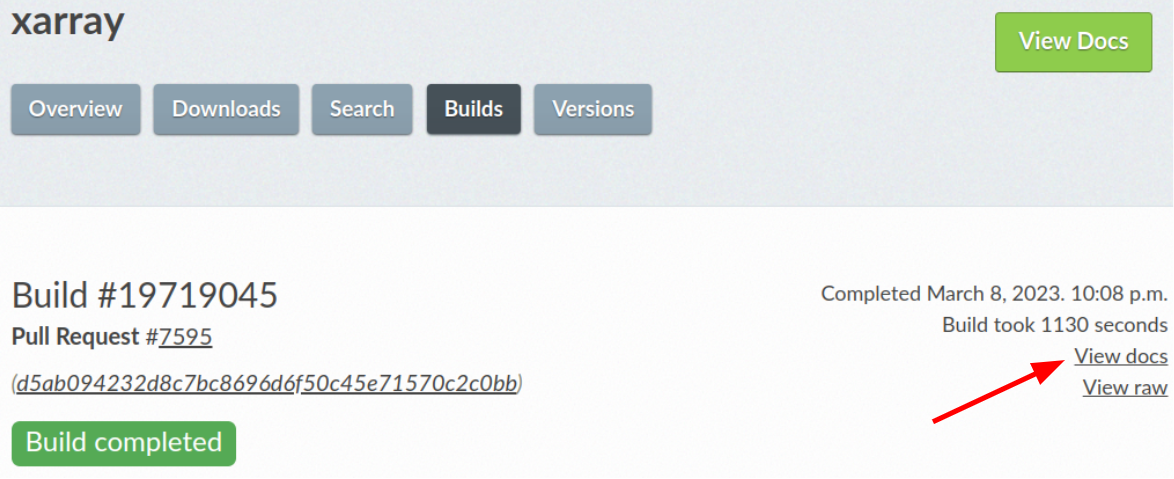 xarray
View Docs
Overview Downloads Search Builds Versions
Build #19719045
Pull Request #7595
(d5ab094232d8c7bc8696d6f50c45e71570c2c0bb)
Build completed
Completed March 8, 2023. 10:08 p.m.
Build took 1130 seconds
View docs
View raw